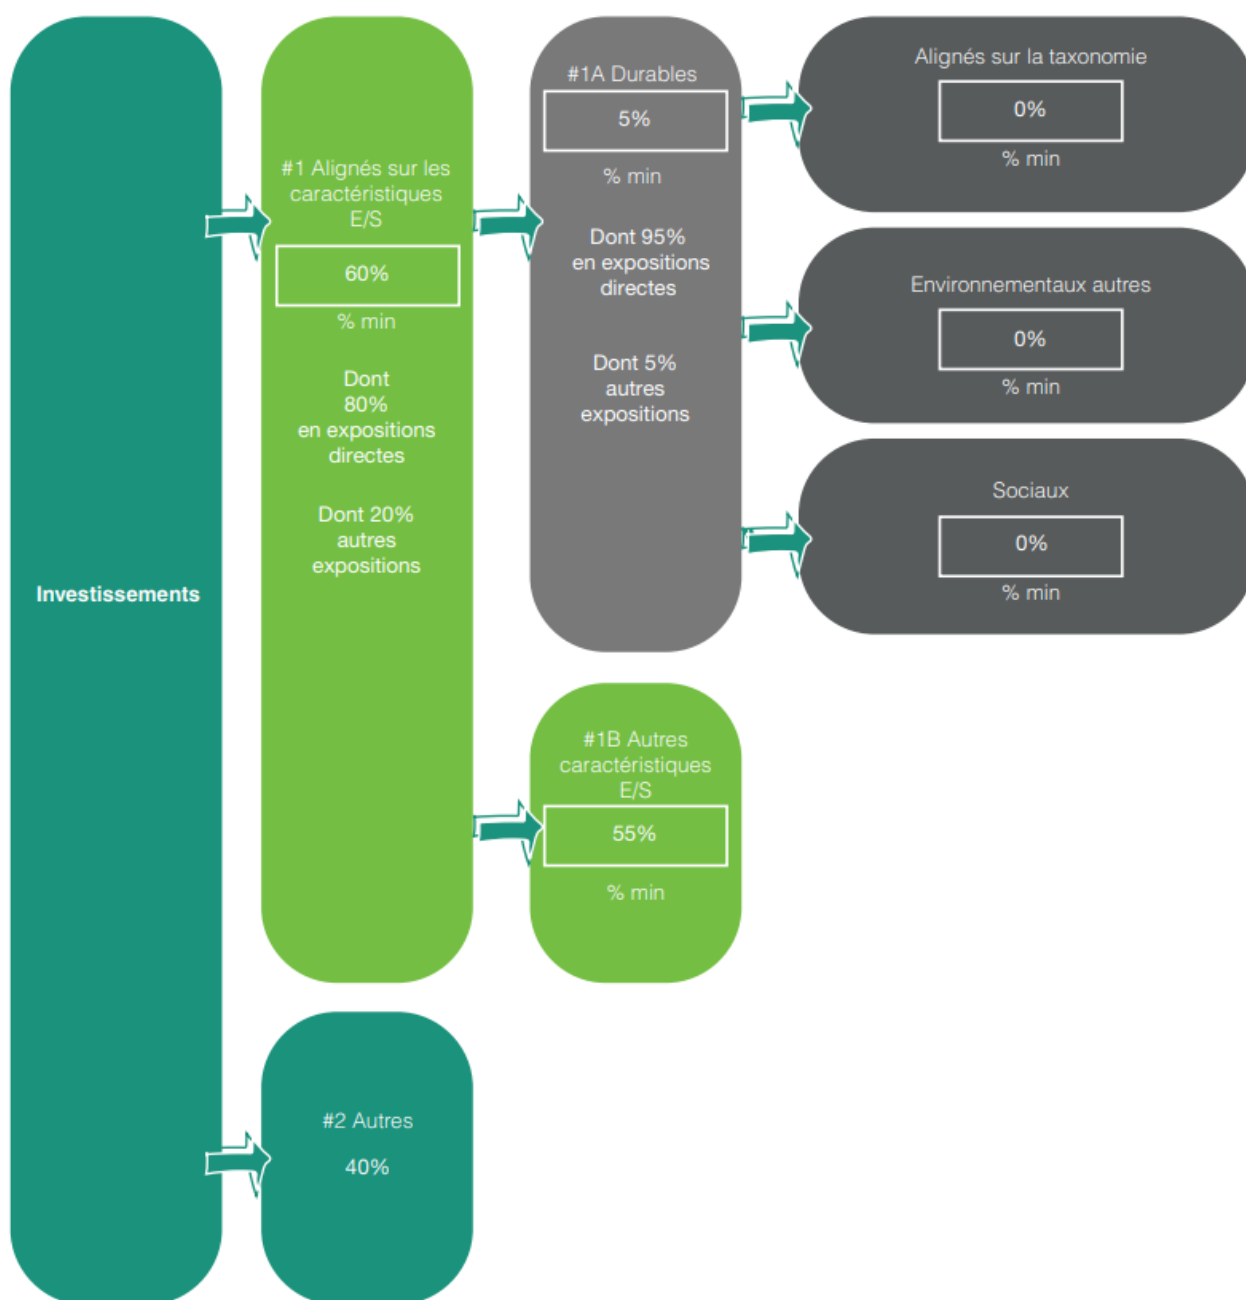 Investissements
#1 Alignés sur les
caractéristiques
E/S
60%
% min
Dont
80%
en expositions
directes
Dont 20%
autres
expositions
#2 Autres
40%
#1A Durables
5%
% min
Dont 95%
en expositions
directes
Dont 5%
autres
expositions
#1B Autres
caractéristiques
E/S
55%
% min
Alignés sur la taxonomie
0%
% min
Environnementaux autres
0%
% min
Sociaux
0%
% min